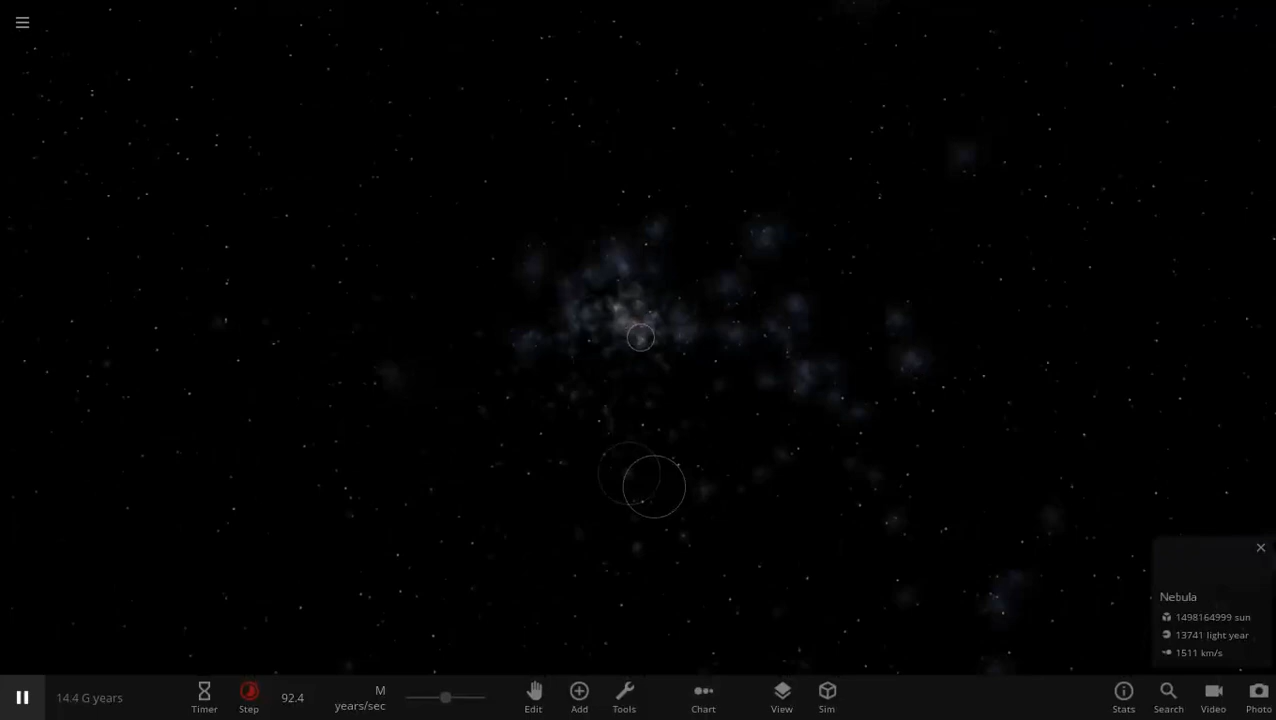 Nebula
1498164999 sun
13741 light year
1511 km/s
14.4 G years
Timer
Step
92.4
M
years/sec
Edit
Add
Tools
Chart
View
Sim
Stats
Search
Video
Photo